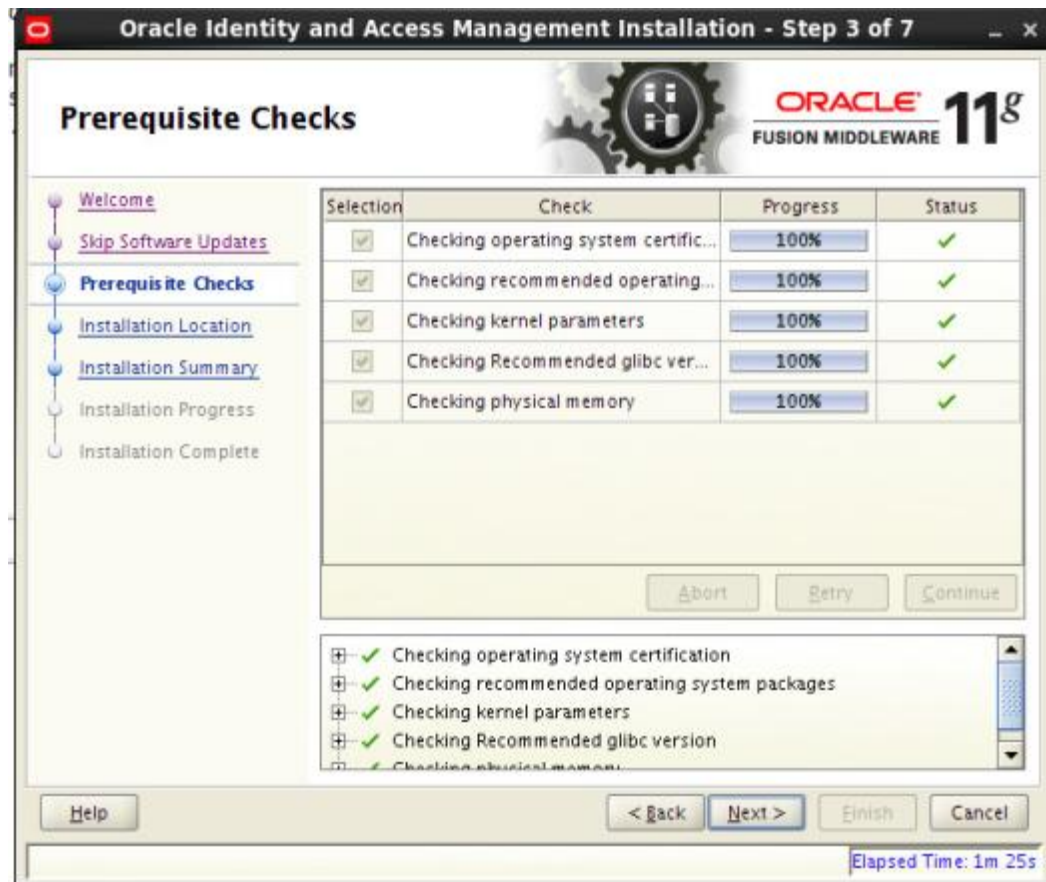 Oracle Identity and Access Management Installation - Step 3 of 7
Prerequisite Checks
ORACLE
FUSION MIDDLEWARE
11g
Welcome
Skip Software Updates
Prerequisite Checks
Installation Location
Installation Summary
Installation Progress
Installation Complete
Selection Check Progress Status
Checking operating system certific... 100%
Checking recommended operating... 100%
Checking kernel parameters 100%
Checking Recommended glibc ver... 100%
Checking physical memory 100%
Abort Retry Continue
Checking operating system certification
Checking recommended operating system packages
Checking kernel parameters
Checking Recommended glibc version
Checking physical memory
Help < Back Next > Finish Cancel
Elapsed Time: 1m 25s